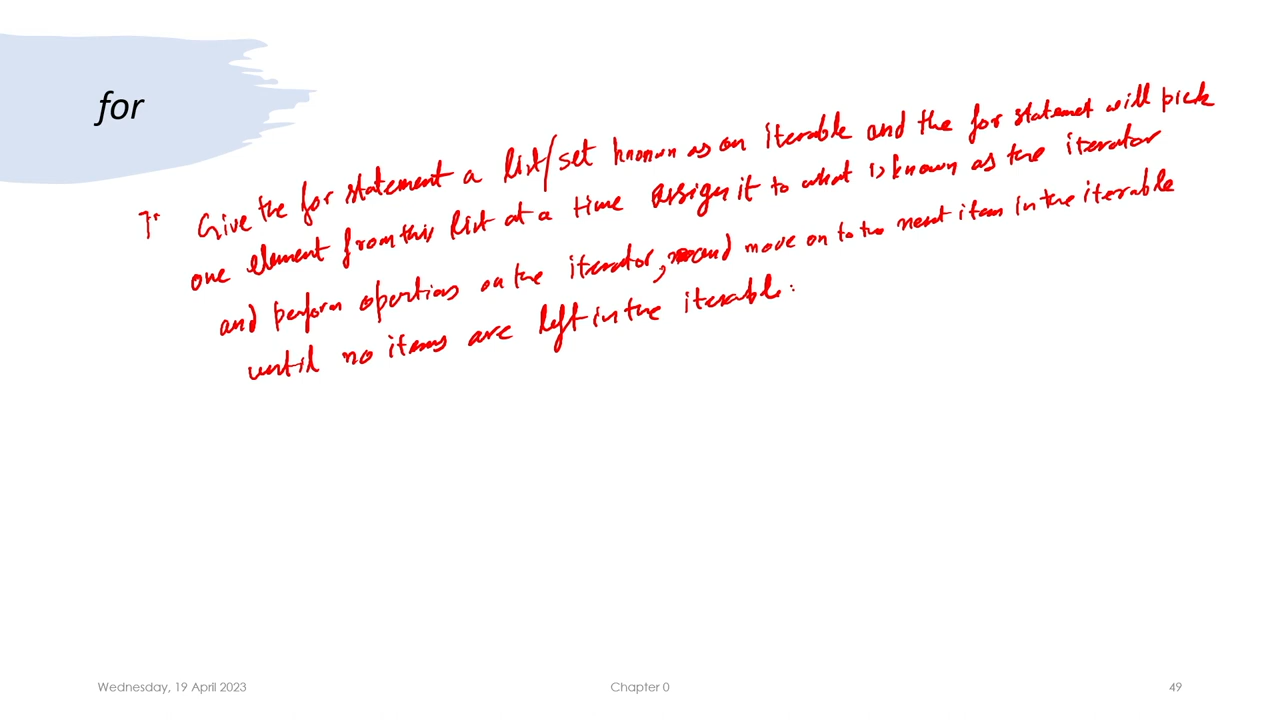 for
Give the for statement a list/set known as an iterable and the for statement will pick
one element from this list at a time assign it to what is known as the iterator
and perform opertions on the iterator, and move on to the next item in the iterable
until no items are left in the iterable.
Wednesday, 19 April 2023
Chapter 0
49